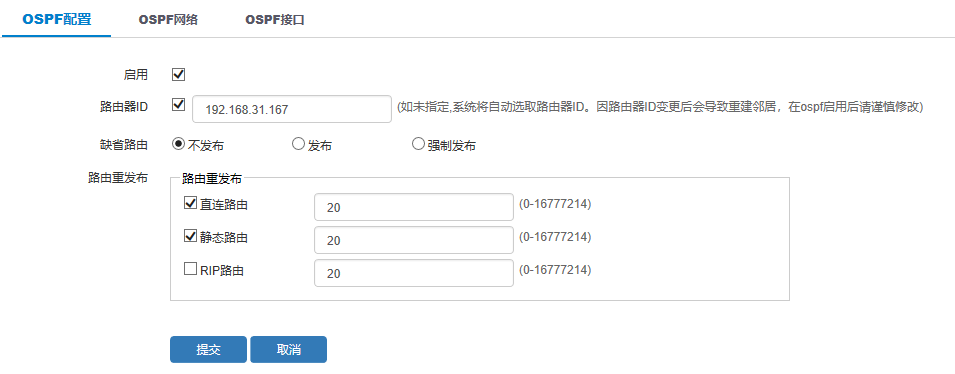 OSPF配置 OSPF网络 OSPF接口
启用
路由器ID 192.168.31.167 (如未指定,系统将自动选取路由器ID。因路由器ID变更后会导致重建邻居，在ospf启用后请谨慎修改)
缺省路由 不发布 发布 强制发布
路由重发布 路由重发布
直连路由 20 (0-16777214)
静态路由 20 (0-16777214)
RIP路由 20 (0-16777214)
提交 取消